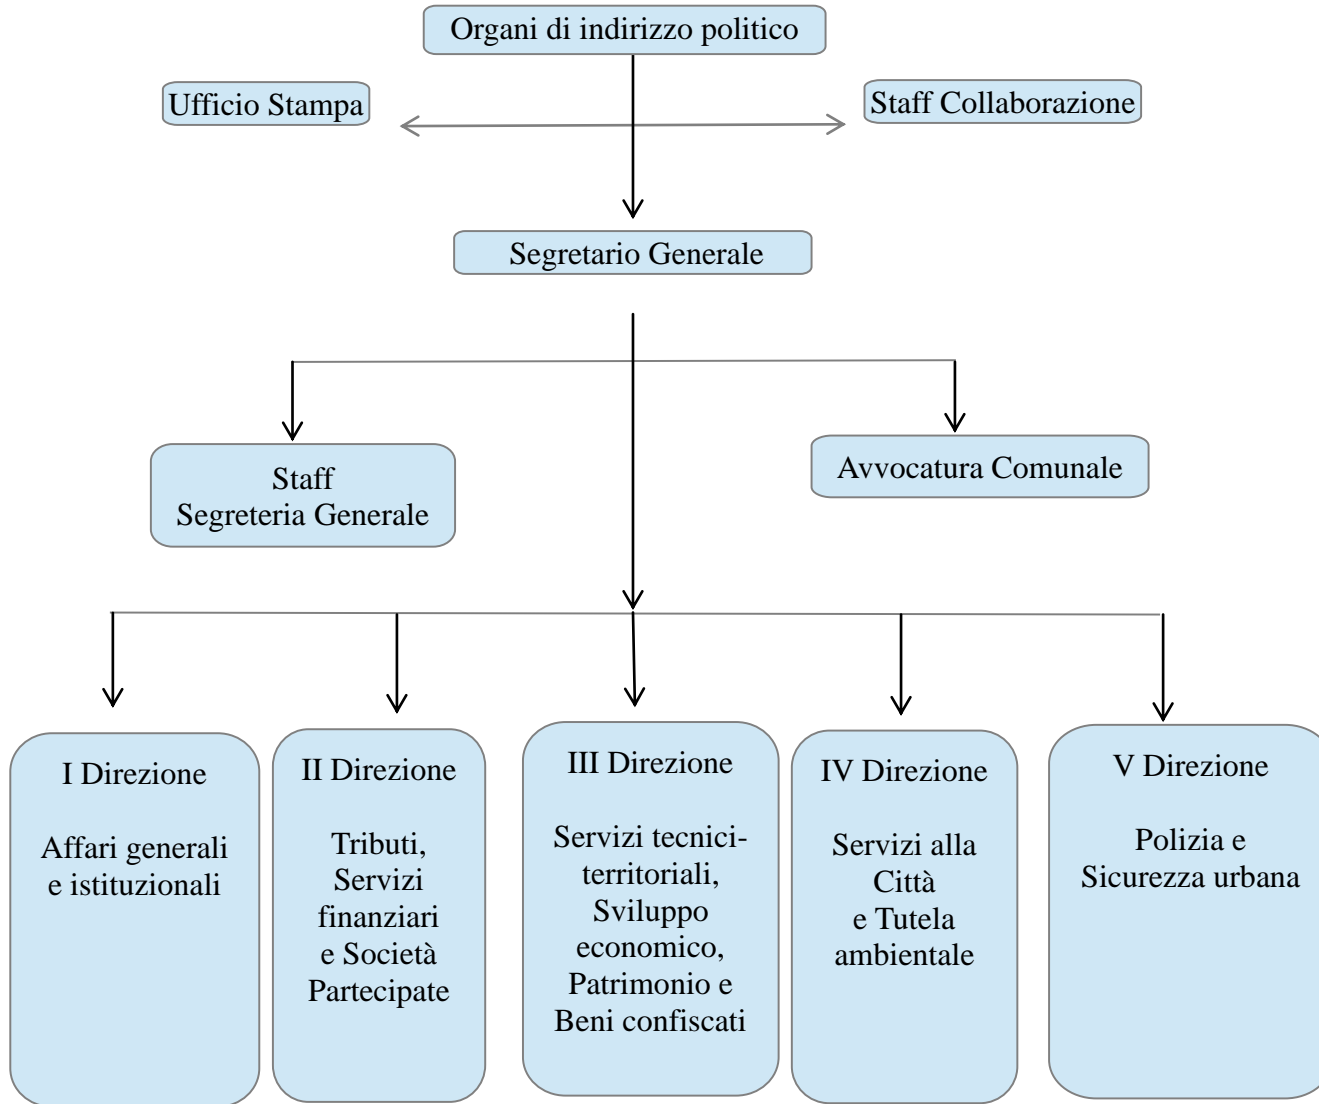 Organi di indirizzo politico
Ufficio Stampa
Staff Collaborazione
Segretario Generale
Staff
Segreteria Generale
Avvocatura Comunale
I Direzione
Affari generali
e istituzionali
II Direzione
Tributi,
Servizi
finanziari
e Società
Partecipate
III Direzione
Servizi tecnici-
territoriali,
Sviluppo
economico,
Patrimonio e
Beni confiscati
IV Direzione
Servizi alla
Città
e Tutela
ambientale
V Direzione
Polizia e
Sicurezza urbana